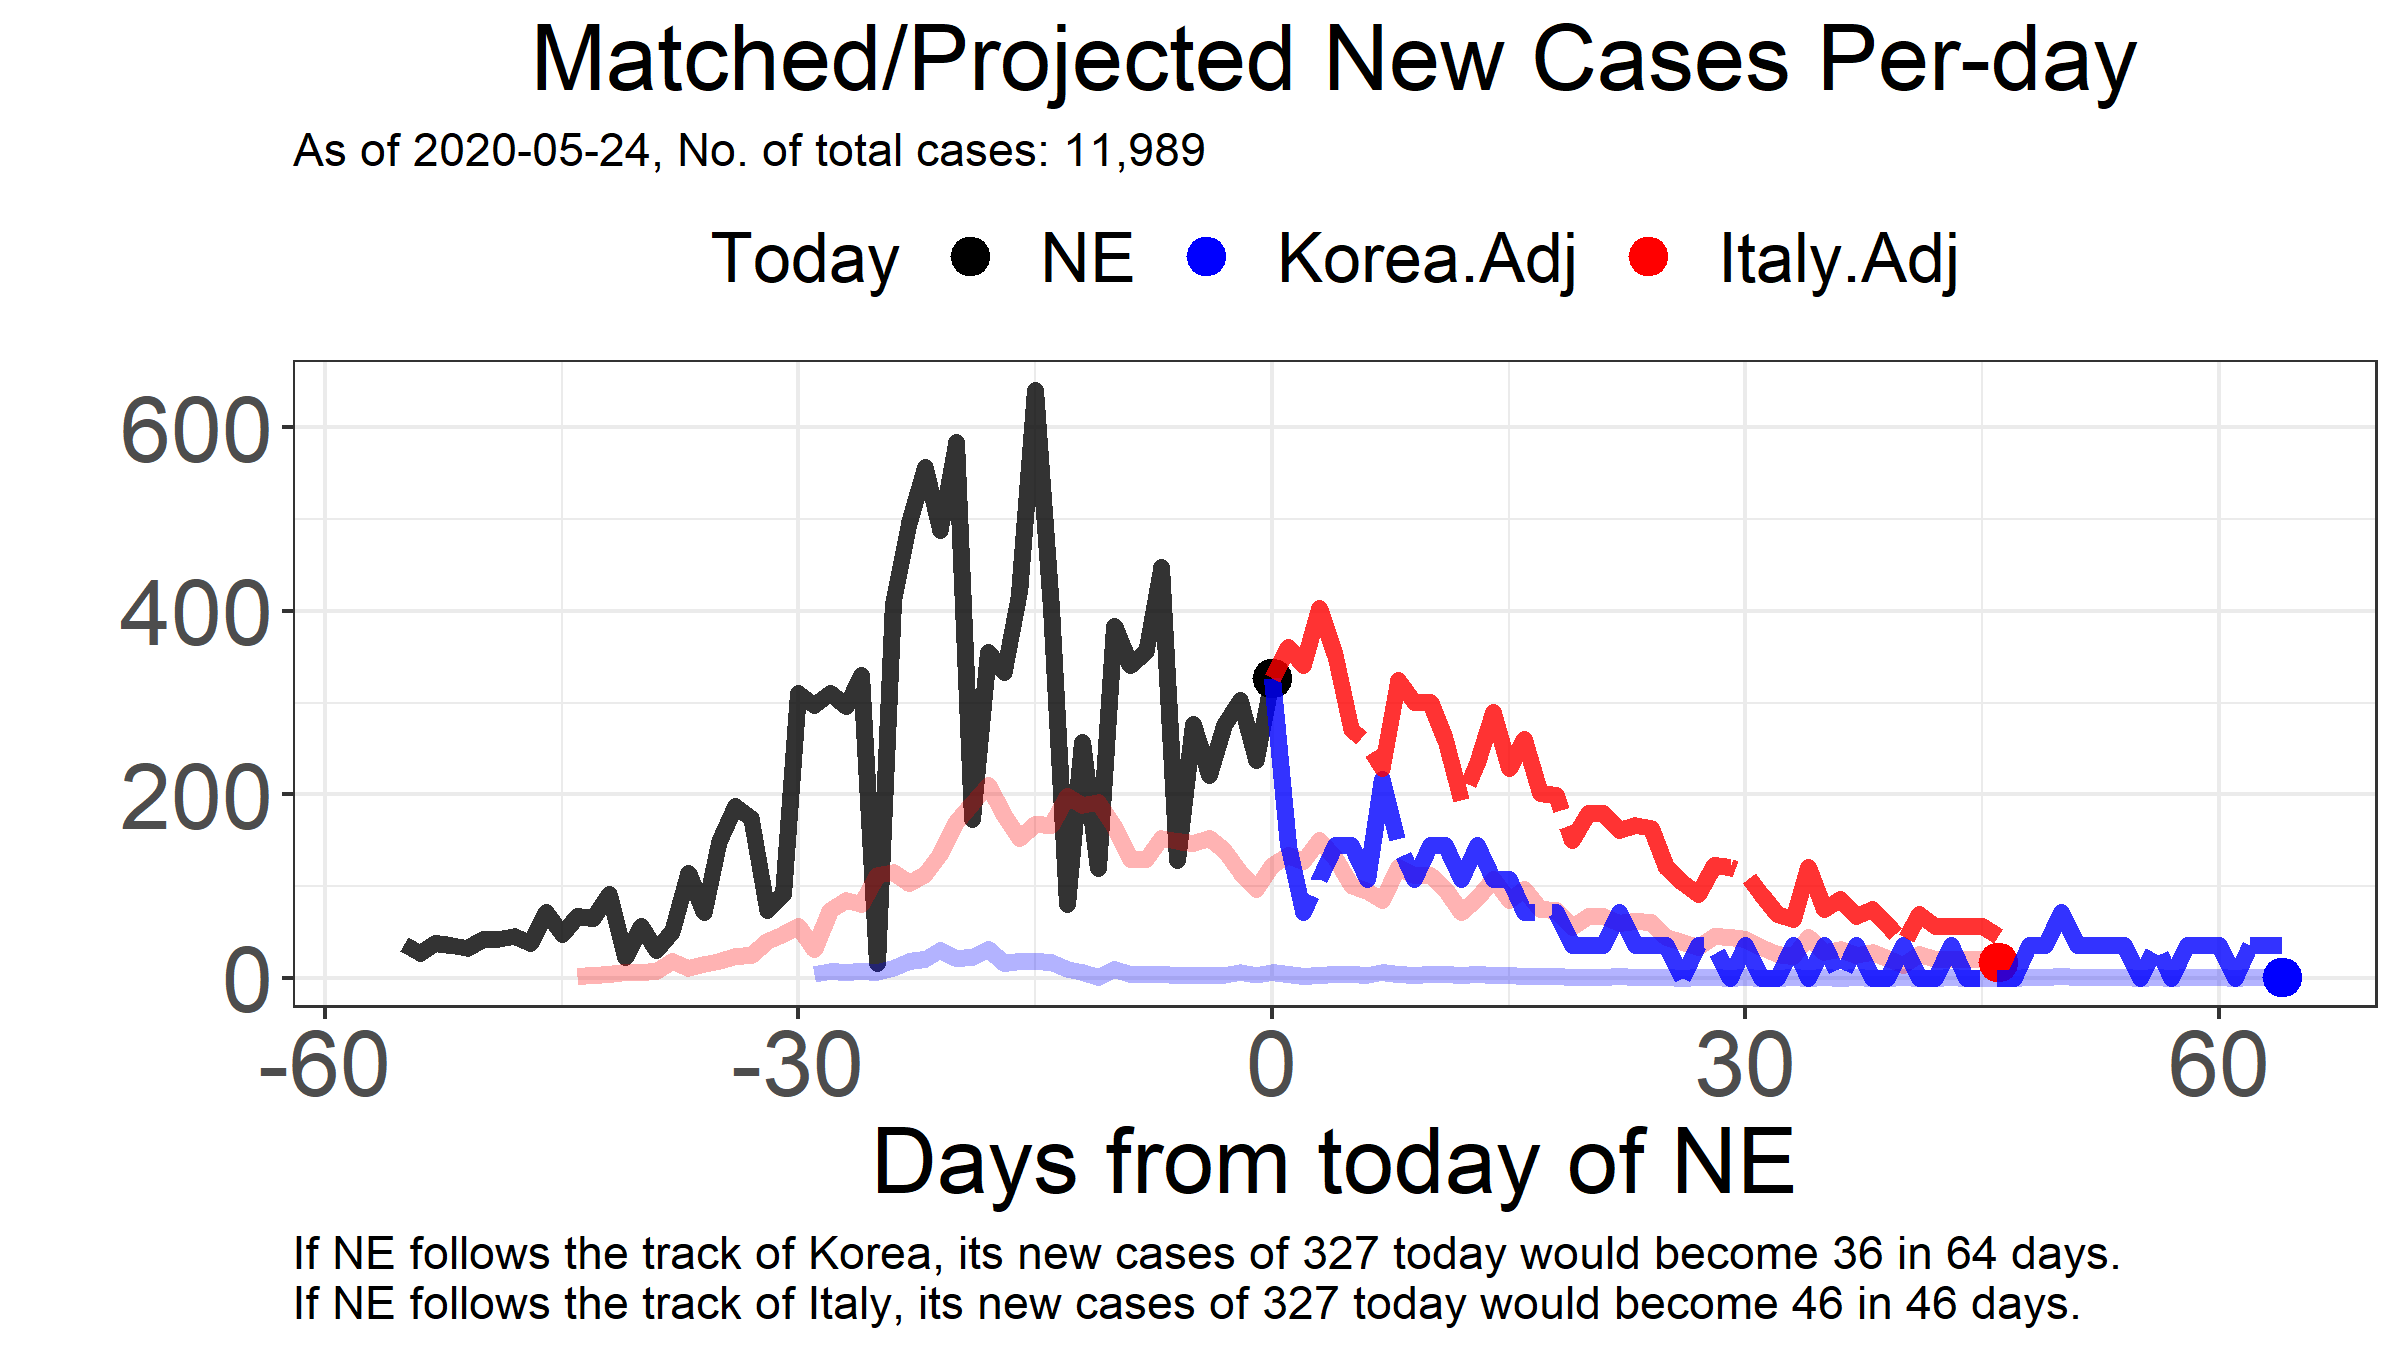 Matched/Projected New Cases Per-day
As of 2020-05-24, No. of total cases: 11,989
Today NE Korea.Adj Italy.Adj
600
400
200
0
-60 -30 0 30 60
Days from today of NE
If NE follows the track of Korea, its new cases of 327 today would become 36 in 64 days.
If NE follows the track of Italy, its new cases of 327 today would become 46 in 46 days.